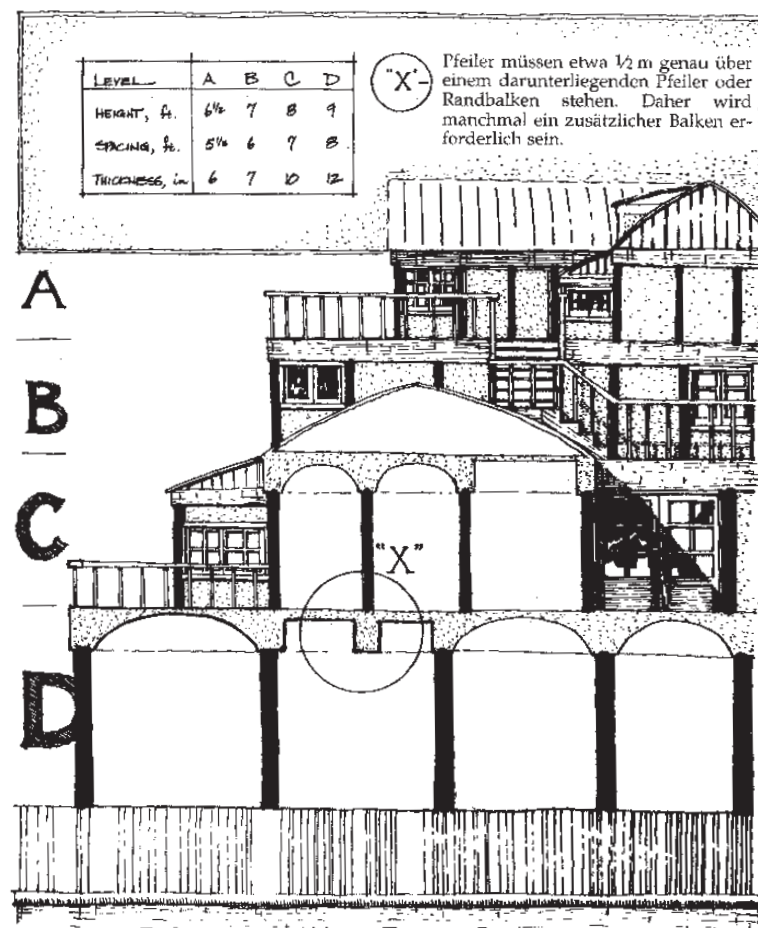 LEVEL A B C D
HEIGHT, ft. 6½ 7 8 9
SPACING, ft. 5½ 6 7 8
THICKNESS, in 6 7 10 12
"X"-
Pfeiler müssen etwa ½ m genau über
einem darunterliegenden Pfeiler oder
Randbalken stehen. Daher wird
manchmal ein zusätzlicher Balken er-
forderlich sein.
A
B
C
"X"
D